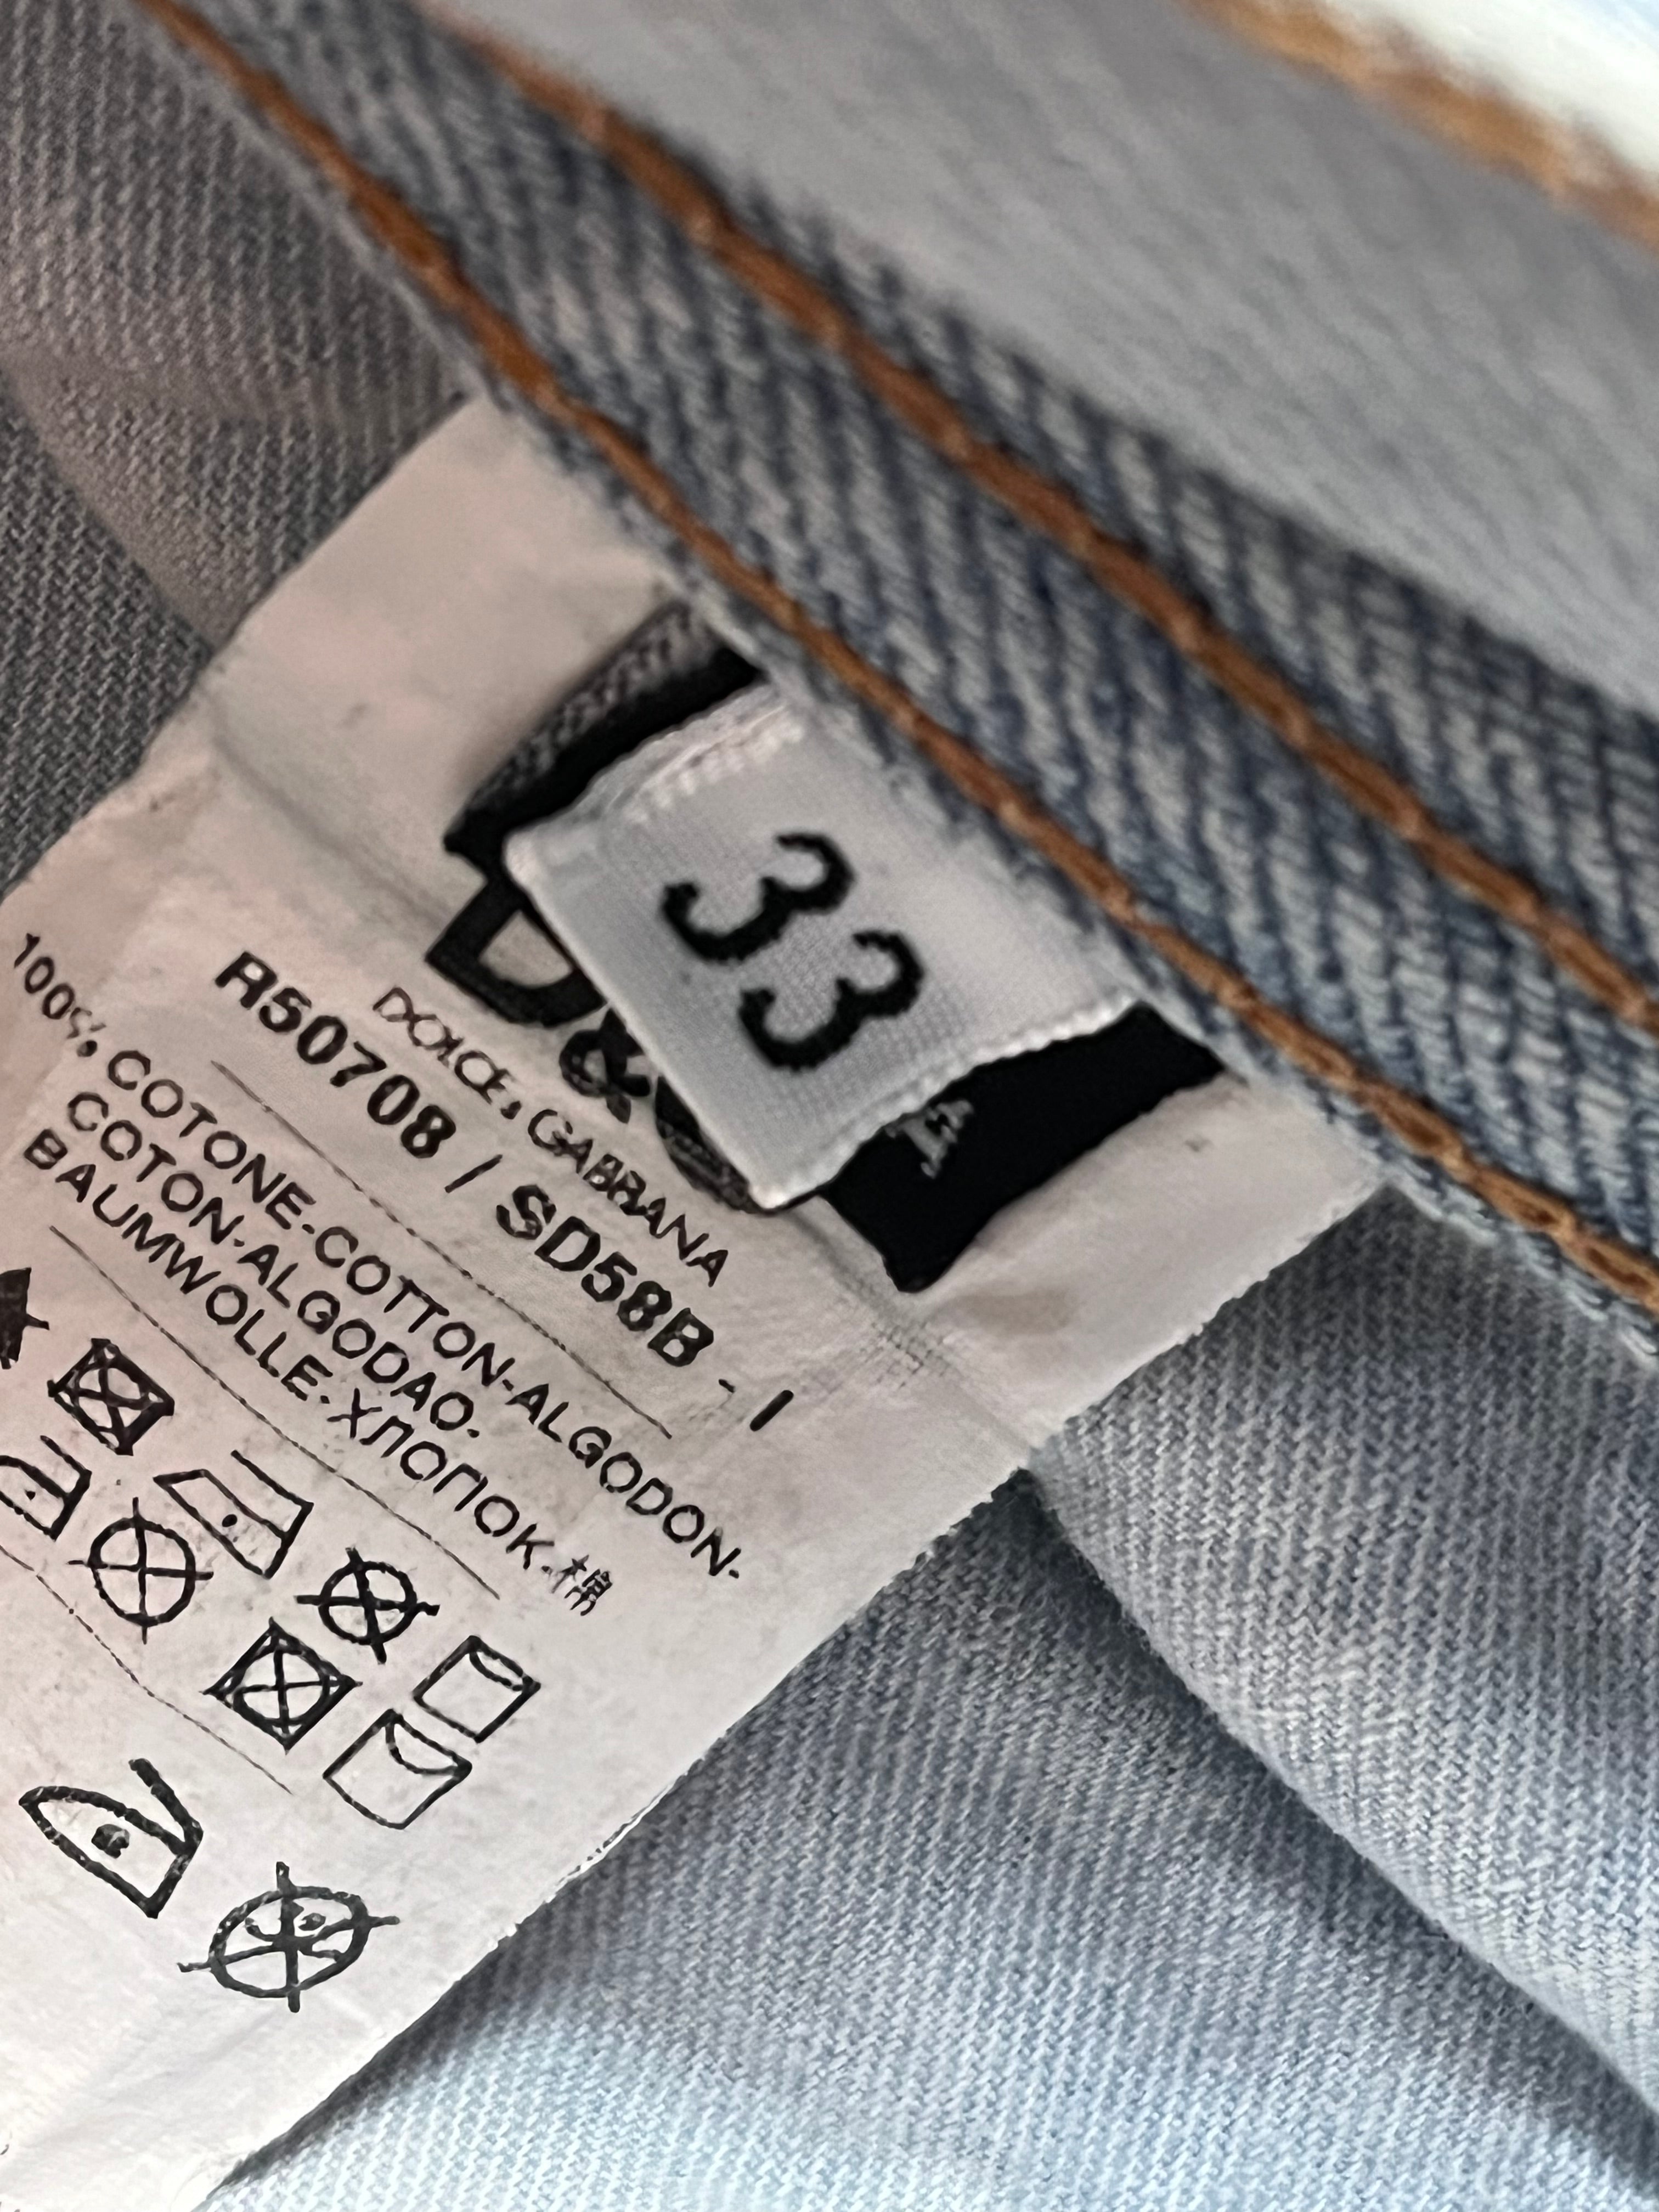 33
D&
DOLCE & GABBANA
R50708 / SD58B - I
100% COTONE-COTTON-ALGODON-
COTON-ALGODAO-
BAUMWOLLE-ХЛОПОК-棉